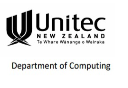 Unitec
NEW ZEALAND
Te Whare Wānanga o Wairaka
Department of Computing